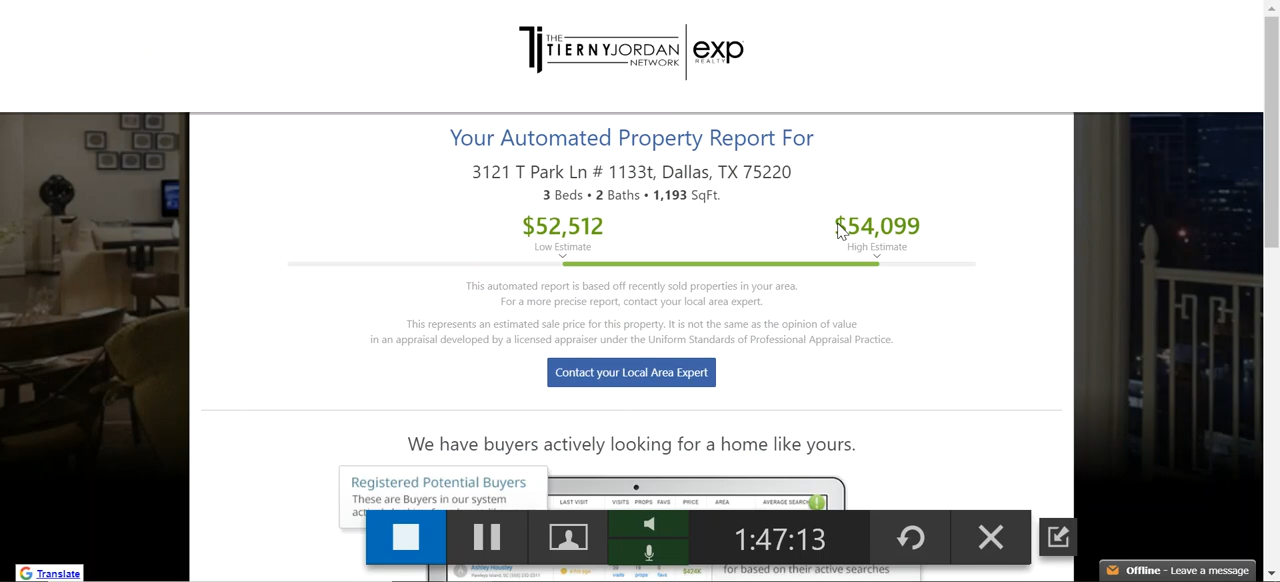 THE
TIERNYJORDAN
NETWORK
exp
REALTY
Your Automated Property Report For
3121 T Park Ln # 1133t, Dallas, TX 75220
3 Beds • 2 Baths • 1,193 SqFt.
$52,512
$54,099
Low Estimate
High Estimate
This automated report is based off recently sold properties in your area.
For a more precise report, contact your local area expert.
This represents an estimated sale price for this property. It is not the same as the opinion of value
in an appraisal developed by a licensed appraiser under the Uniform Standards of Professional Appraisal Practice.
Contact your Local Area Expert
We have buyers actively looking for a home like yours.
Registered Potential Buyers
These are Buyers in our system
LAST VISIT VISITS PROPS FAVS PRICE AREA AVERAGE SEARCH
1:47:13
Ashley Housley
$424K
visits props favs
for based on their active searches
Translate
Offline - Leave a message